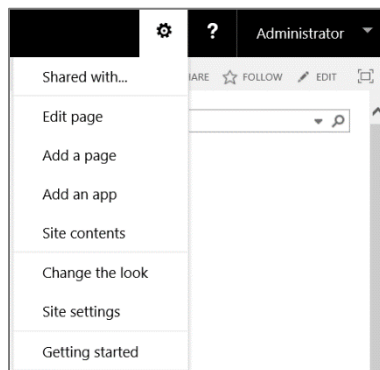 ? Administrator
Shared with...
ARE FOLLOW EDIT
Edit page
Add a page
Add an app
Site contents
Change the look
Site settings
Getting started